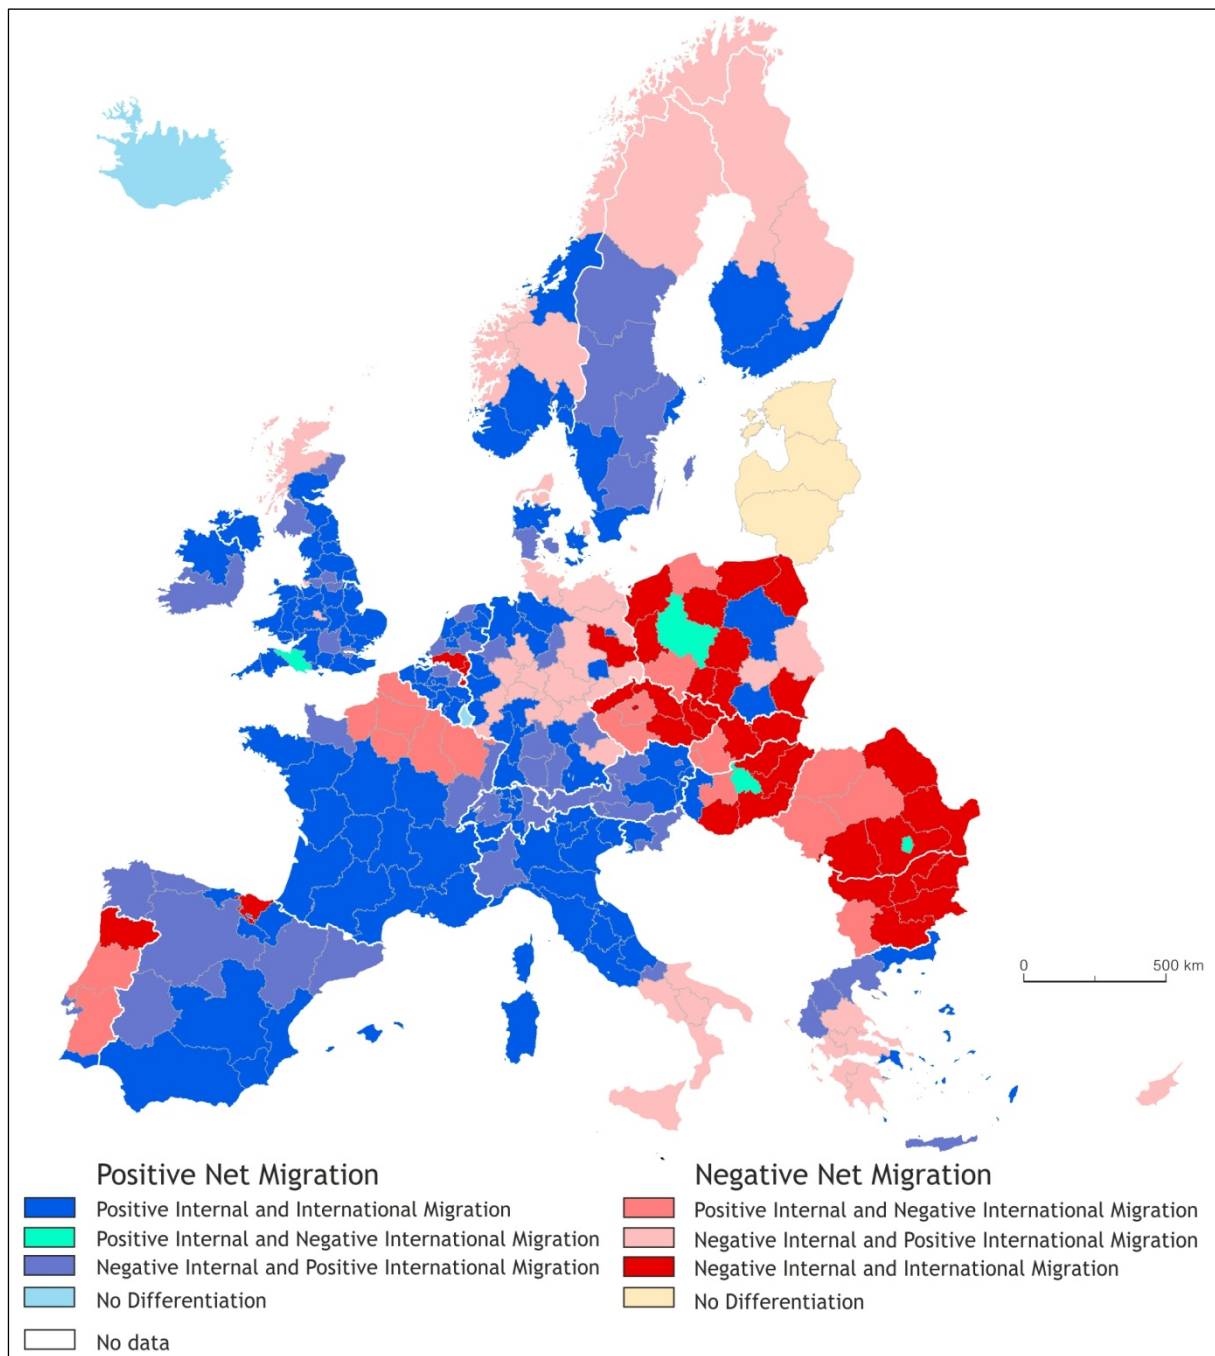 0 500 km
Positive Net Migration
Positive Internal and International Migration
Positive Internal and Negative International Migration
Negative Internal and Positive International Migration
No Differentiation
No data
Negative Net Migration
Positive Internal and Negative International Migration
Negative Internal and Positive International Migration
Negative Internal and International Migration
No Differentiation